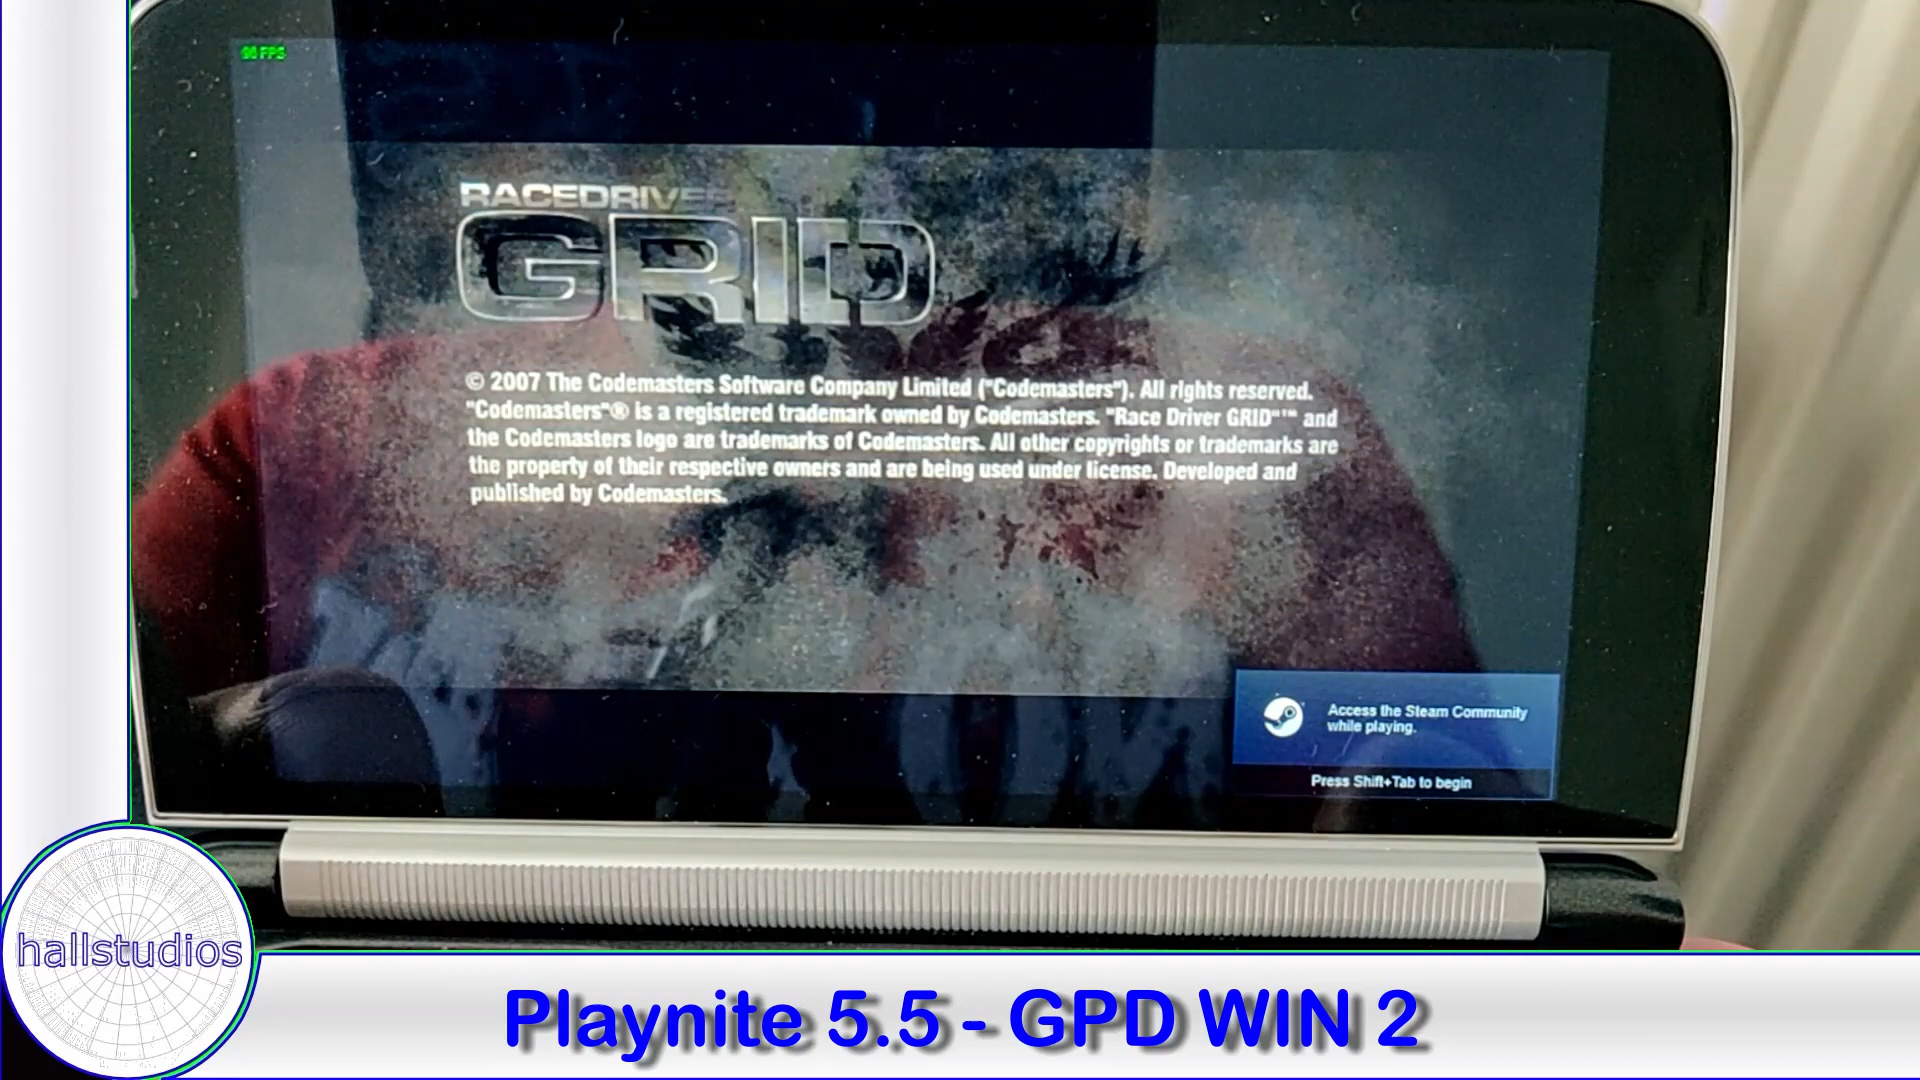 FPS
RACEDRIVER
GRID
© 2007 The Codemasters Software Company Limited ("Codemasters"). All rights reserved.
"Codemasters"® is a registered trademark owned by Codemasters. "Race Driver GRID"™ and
the Codemasters logo are trademarks of Codemasters. All other copyrights or trademarks are
the property of their respective owners and are being used under license. Developed and
published by Codemasters.
Access the Steam Community
while playing.
Press Shift+Tab to begin
hallstudios
Playnite 5.5 - GPD WIN 2